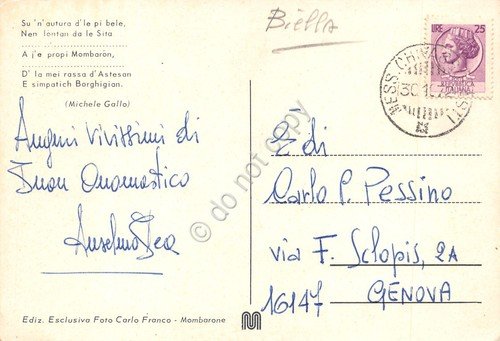 Su 'n'autura d'le pi bele,
Nen lontan da le Sita
A j'e propi Mombaron,
D' la mei rassa d'Astesan
E simpatich Borghigian.
(Michele Gallo)
Auguri Vivissimi di
Buon Onomastico
Biella
LIRE 25
Carlo P. Pessino
via F. Sclopis, 2A
16147 GENOVA
do not copy
Ediz. Esclusiva Foto Carlo Franco - Mombarone